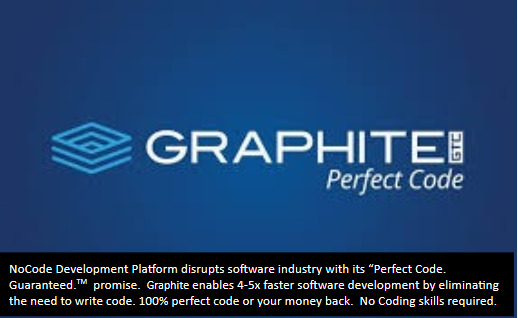 GRAPHITE GTC
Perfect Code
NoCode Development Platform disrupts software industry with its “Perfect Code.
Guaranteed.™ promise.  Graphite enables 4-5x faster software development by eliminating
the need to write code. 100% perfect code or your money back.  No Coding skills required.